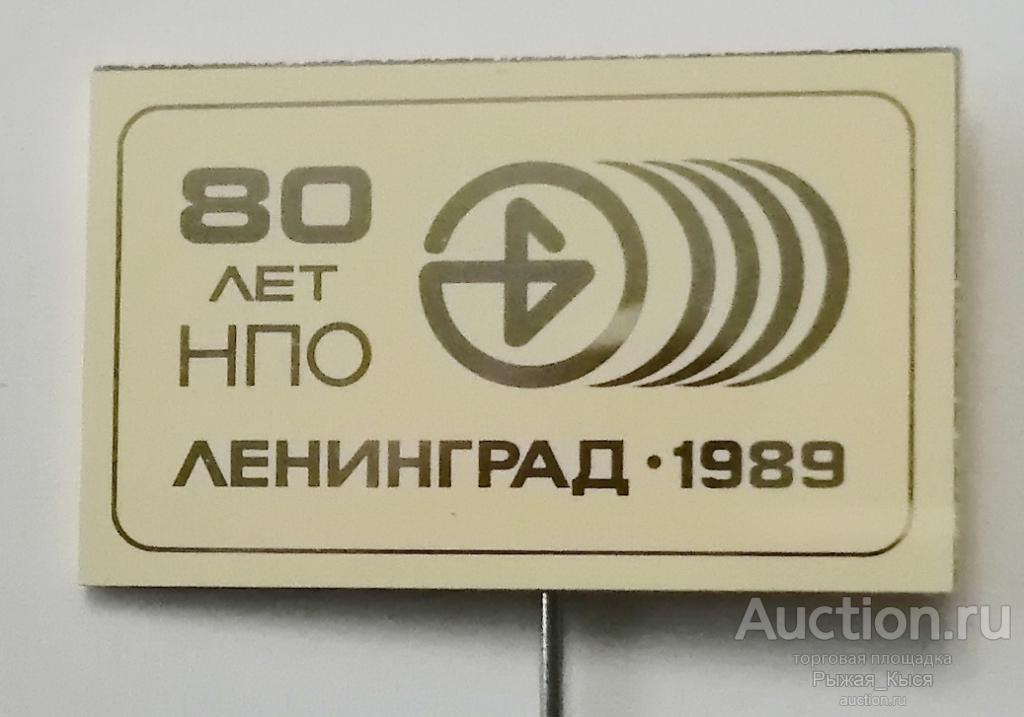 80
ЛЕТ
НПО
ЛЕНИНГРАД • 1989
Auction.ru
торговая площадка
Рыжая_Кыся
auction.ru